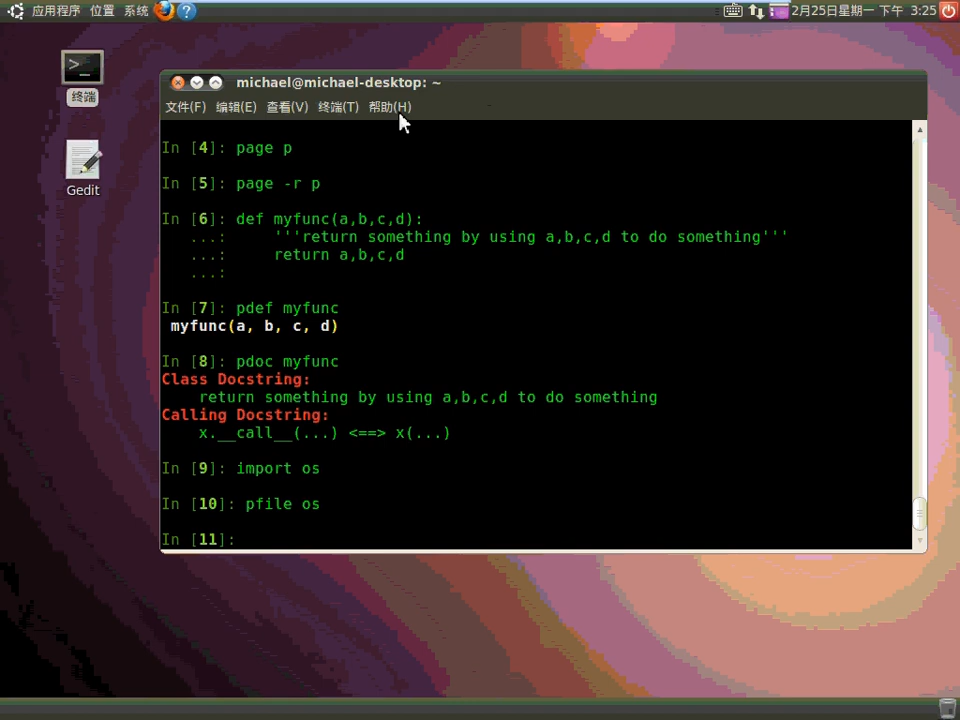 应用程序 位置 系统 2月25日星期一 下午 3:25
终端
Gedit
michael@michael-desktop: ~
文件(F) 编辑(E) 查看(V) 终端(T) 帮助(H)
In [4]: page p
In [5]: page -r p
In [6]: def myfunc(a,b,c,d):
...: '''return something by using a,b,c,d to do something'''
...: return a,b,c,d
...:
In [7]: pdef myfunc
myfunc(a, b, c, d)
In [8]: pdoc myfunc
Class Docstring:
return something by using a,b,c,d to do something
Calling Docstring:
x.__call__(...) <==> x(...)
In [9]: import os
In [10]: pfile os
In [11]: